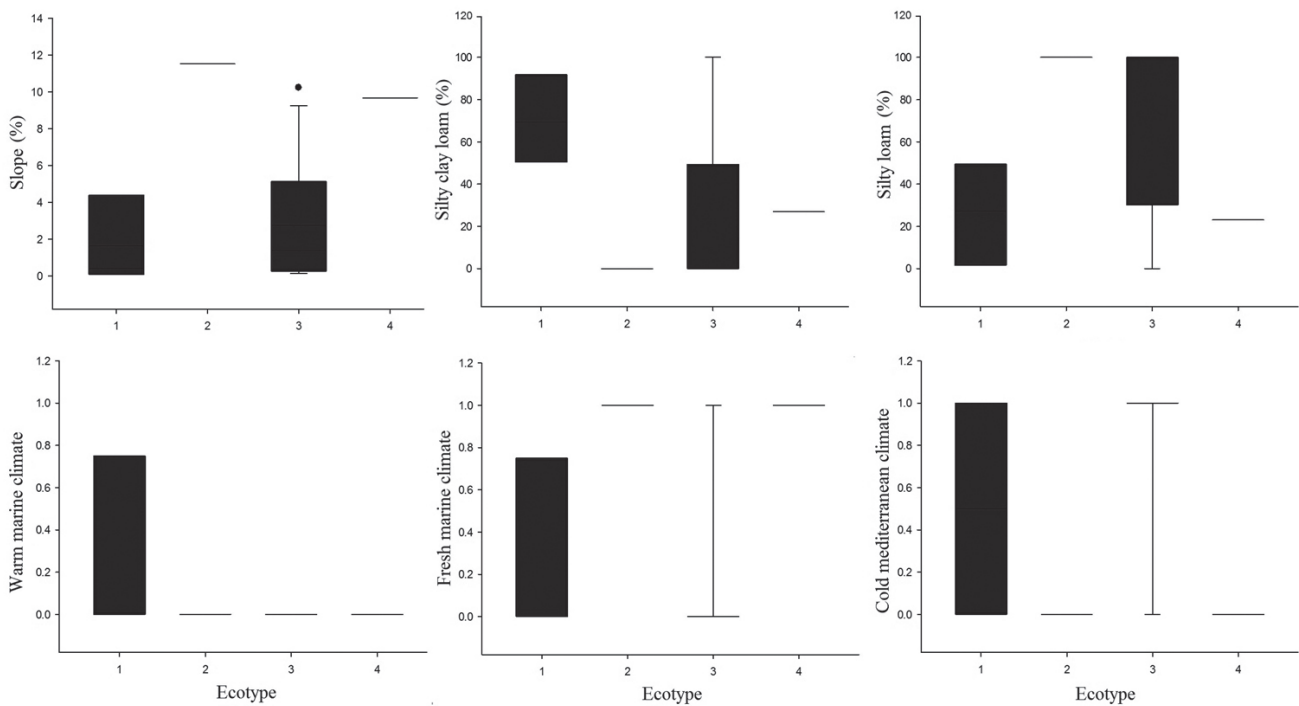 Slope (%)
14
12
10
8
6
4
2
0
1 2 3 4
Silty clay loam (%)
120
100
80
60
40
20
0
1 2 3 4
Silty loam (%)
120
100
80
60
40
20
0
1 2 3 4
Warm marine climate
1.2
1.0
0.8
0.6
0.4
0.2
0.0
1 2 3 4
Ecotype
Fresh marine climate
1.2
1.0
0.8
0.6
0.4
0.2
0.0
1 2 3 4
Ecotype
Cold mediterranean climate
1.2
1.0
0.8
0.6
0.4
0.2
0.0
1 2 3 4
Ecotype